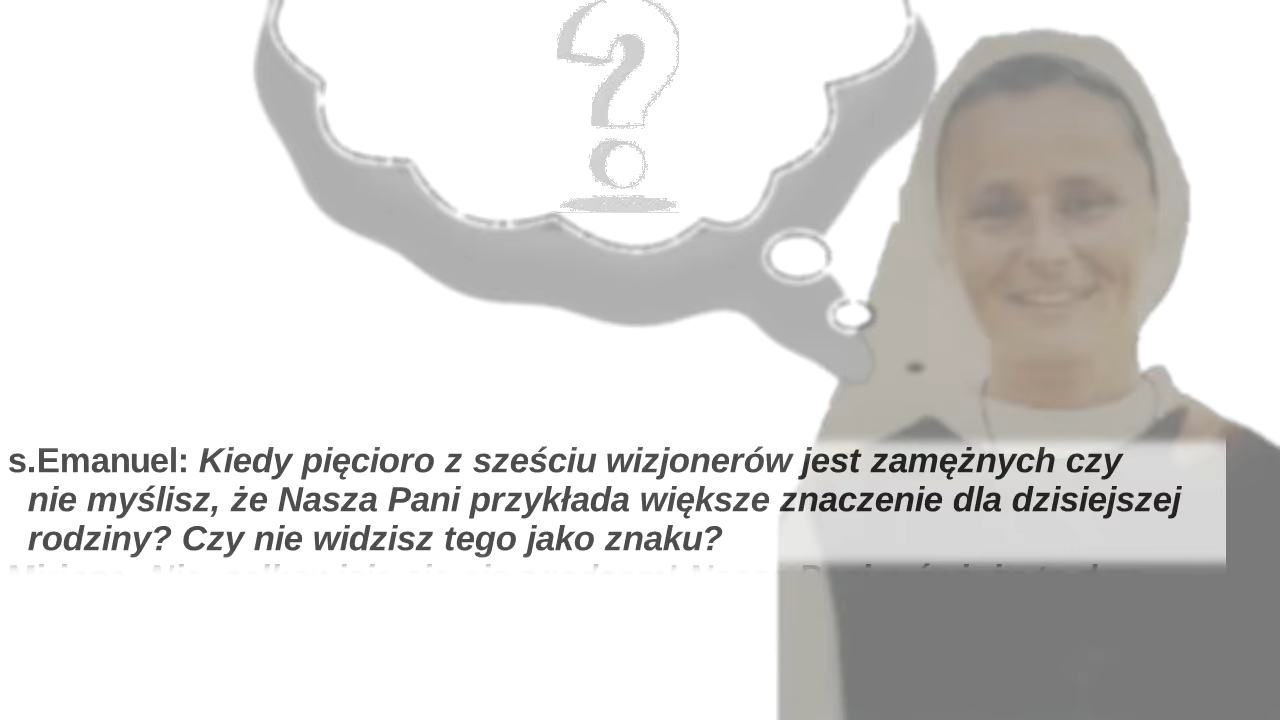 ?
s.Emanuel: Kiedy pięcioro z sześciu wizjonerów jest zamężnych czy
nie myślisz, że Nasza Pani przykłada większe znaczenie dla dzisiejszej
rodziny? Czy nie widzisz tego jako znaku?